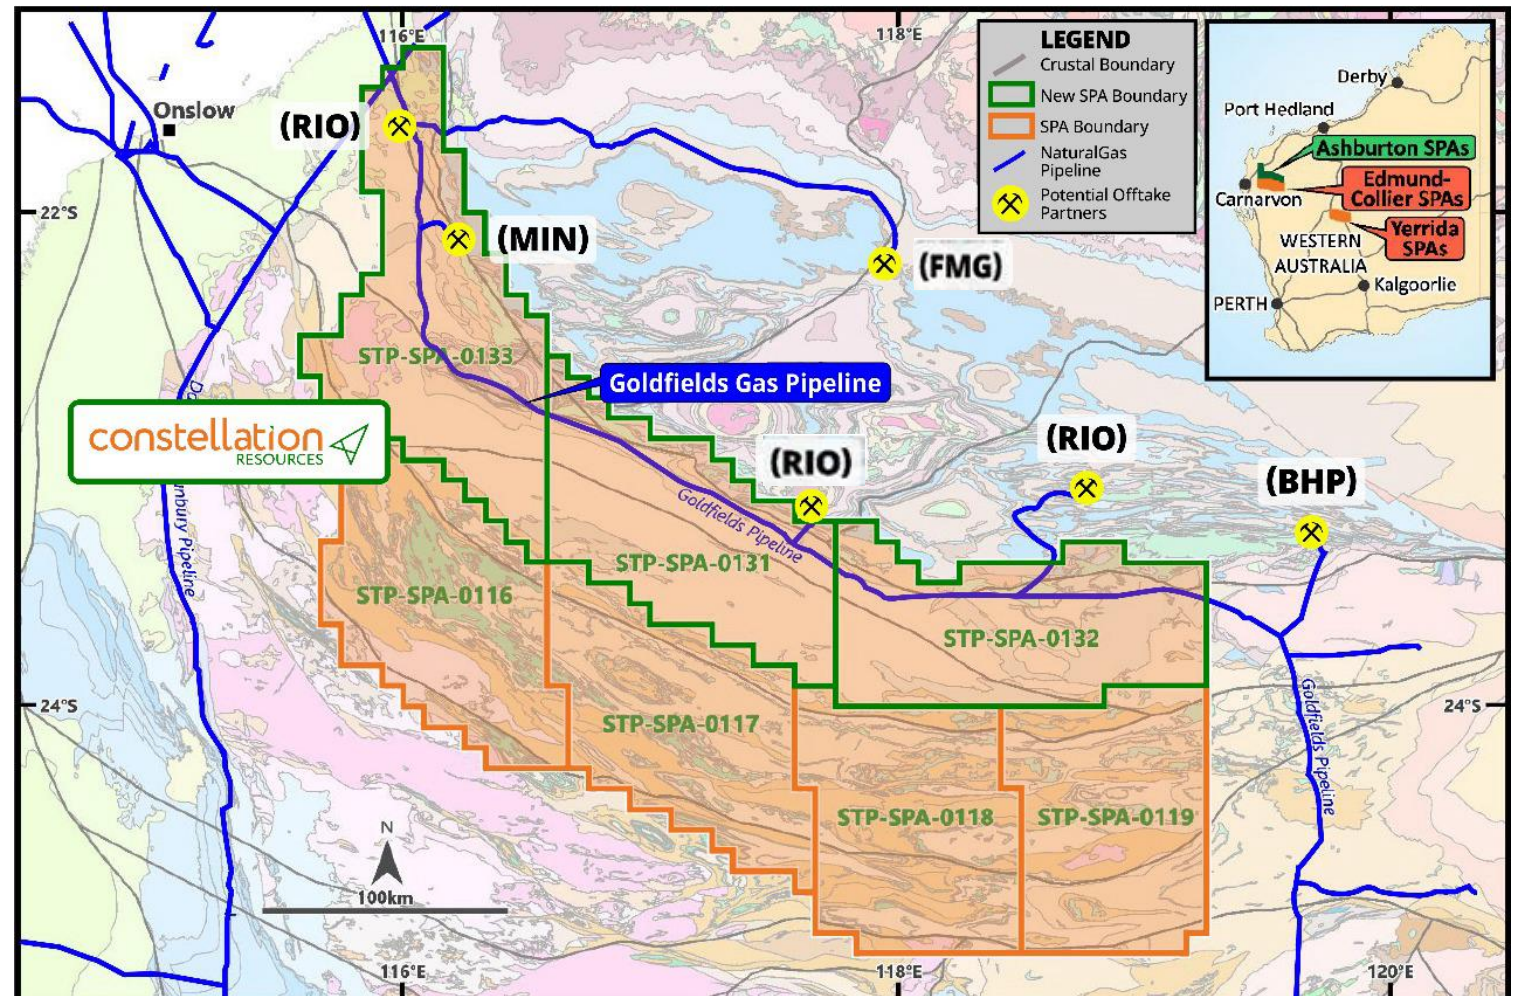 116°E
118°E
LEGEND
Crustal Boundary
New SPA Boundary
SPA Boundary
NaturalGas
Pipeline
Potential Offtake
Partners
Derby
Port Hedland
Ashburton SPAs
Edmund-
Collier SPAs
Carnarvon
Yerrida
SPAs
WESTERN
AUSTRALIA
Kalgoorlie
PERTH
Onslow
(RIO)
22°S
(MIN)
(FMG)
STP-SPA-0133
Goldfields Gas Pipeline
constellation
RESOURCES
nbury Pipeline
(RIO)
(RIO)
(BHP)
Goldfields Pipeline
STP-SPA-0131
STP-SPA-0116
STP-SPA-0132
24°S
24°S
STP-SPA-0117
Goldfields Pipeline
STP-SPA-0118
STP-SPA-0119
N
100km
116°E
118°E
120°E